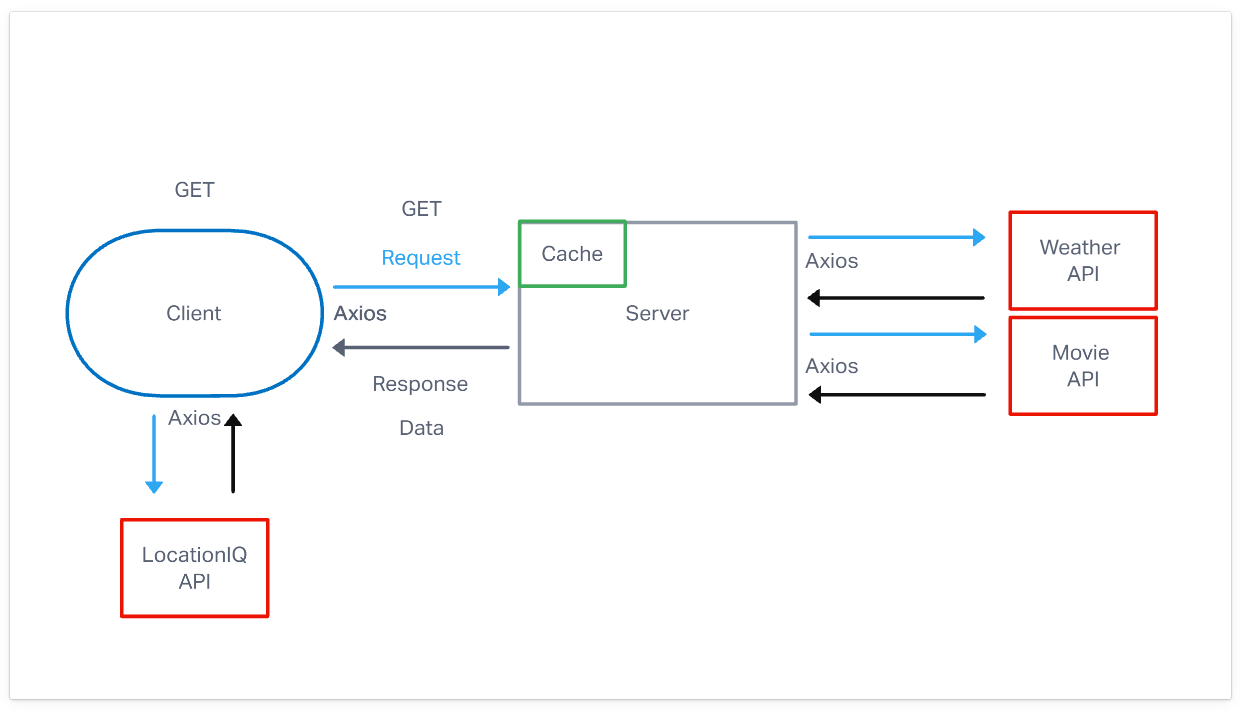 GET
GET
Request
Cache
Client
Axios
Server
Response
Data
Axios
Weather
API
Axios
Movie
API
Axios
LocationIQ
API